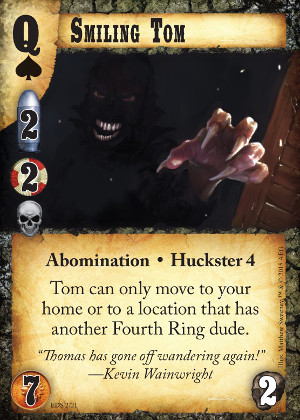 Q
SMILING TOM
2
2
Abomination • Huckster 4
Tom can only move to your
home or to a location that has
another Fourth Ring dude.
"Thomas has gone off wandering again!"
—Kevin Wainwright
7
2